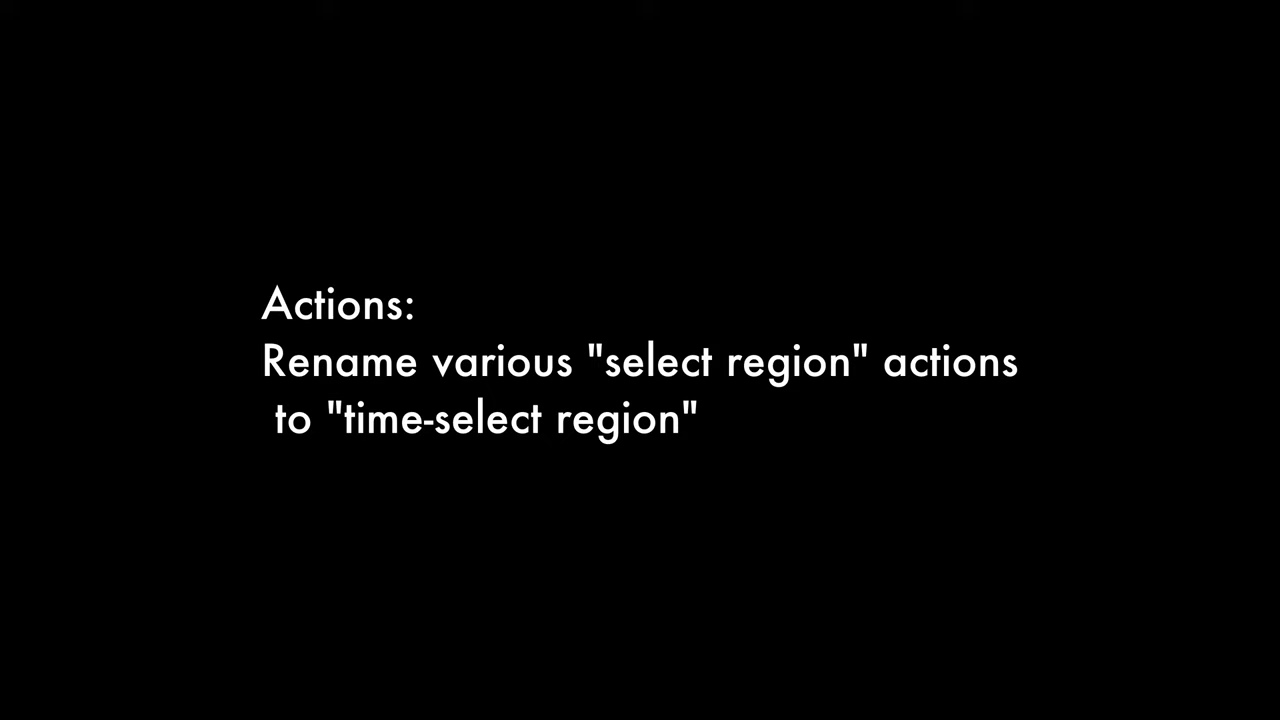 Actions:
Rename various "select region" actions
to "time-select region"